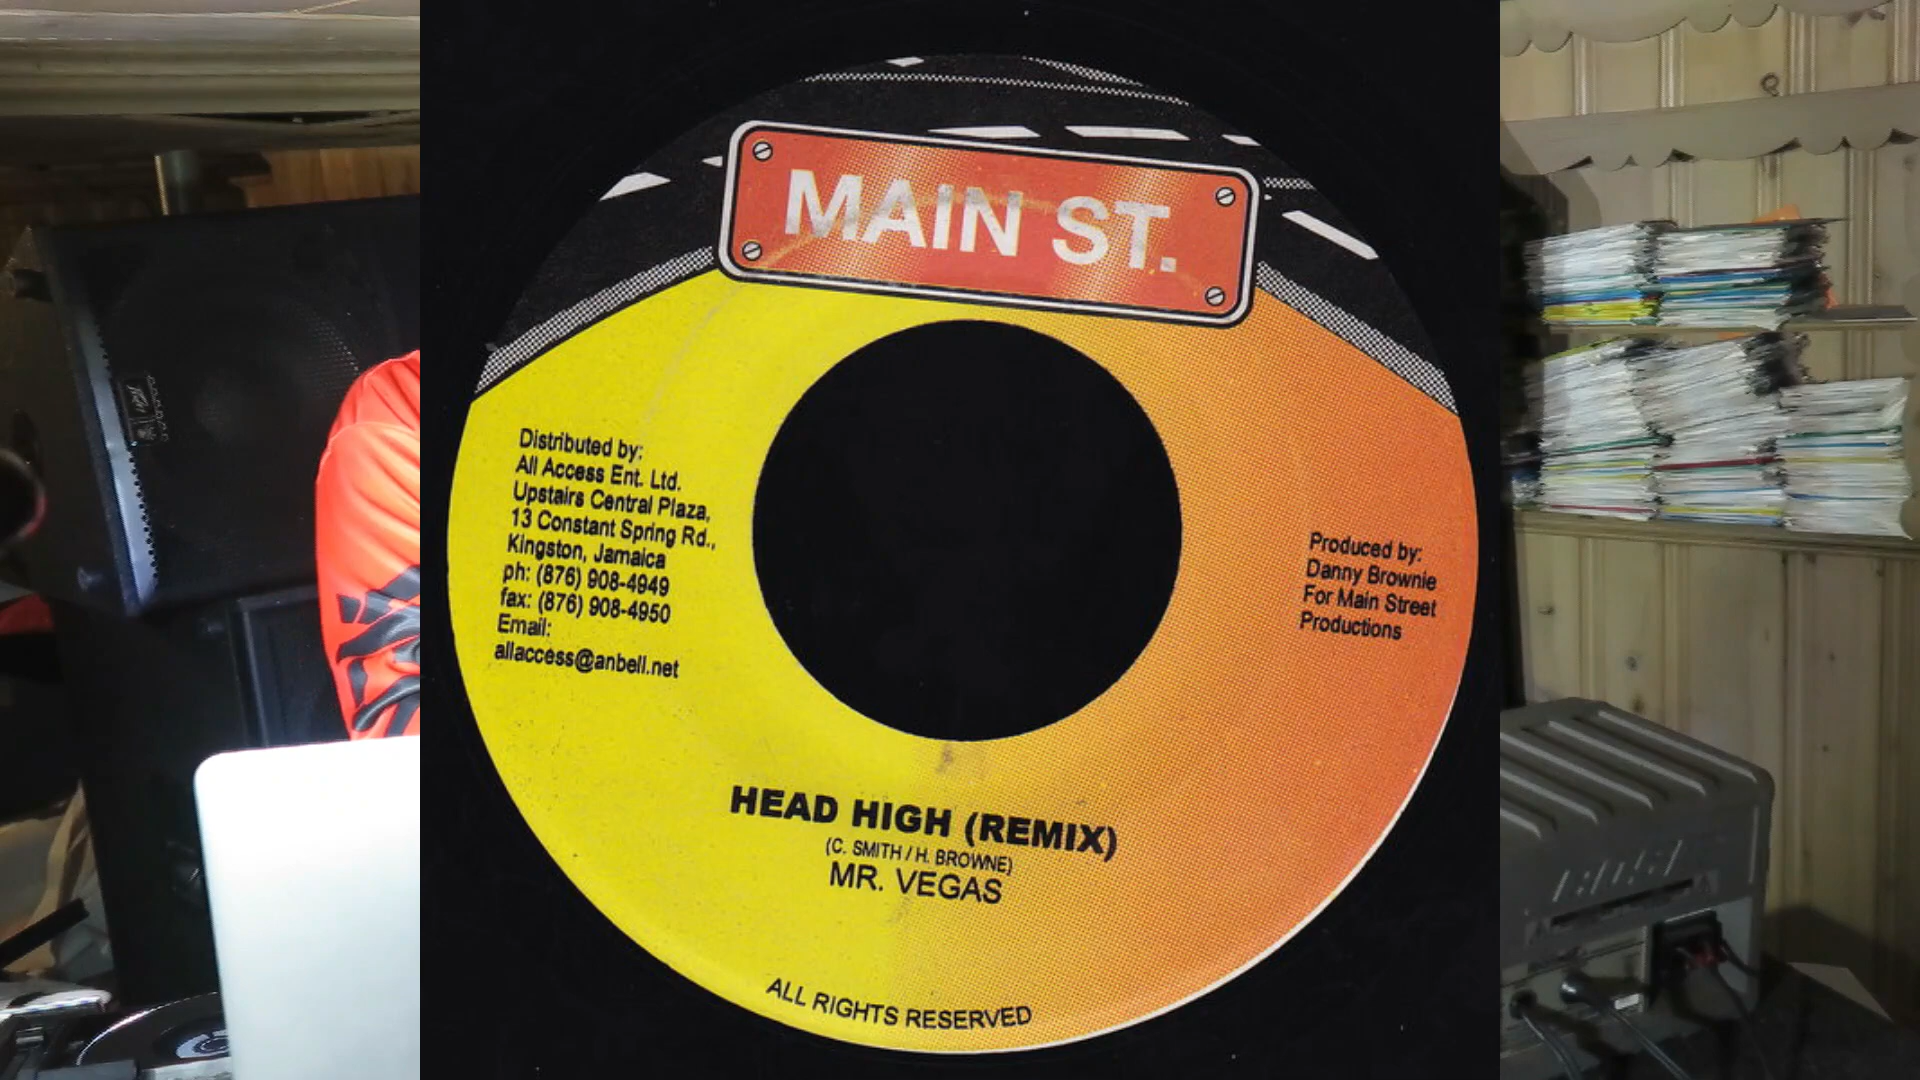 MAIN ST.
Distributed by:
All Access Ent. Ltd.
Upstairs Central Plaza,
13 Constant Spring Rd.,
Kingston, Jamaica
ph: (876) 908-4949
fax: (876) 908-4950
Email:
allaccess@anbell.net
Produced by:
Danny Brownie
For Main Street
Productions
HEAD HIGH (REMIX)
(C. SMITH / H. BROWNE)
MR. VEGAS
ALL RIGHTS RESERVED